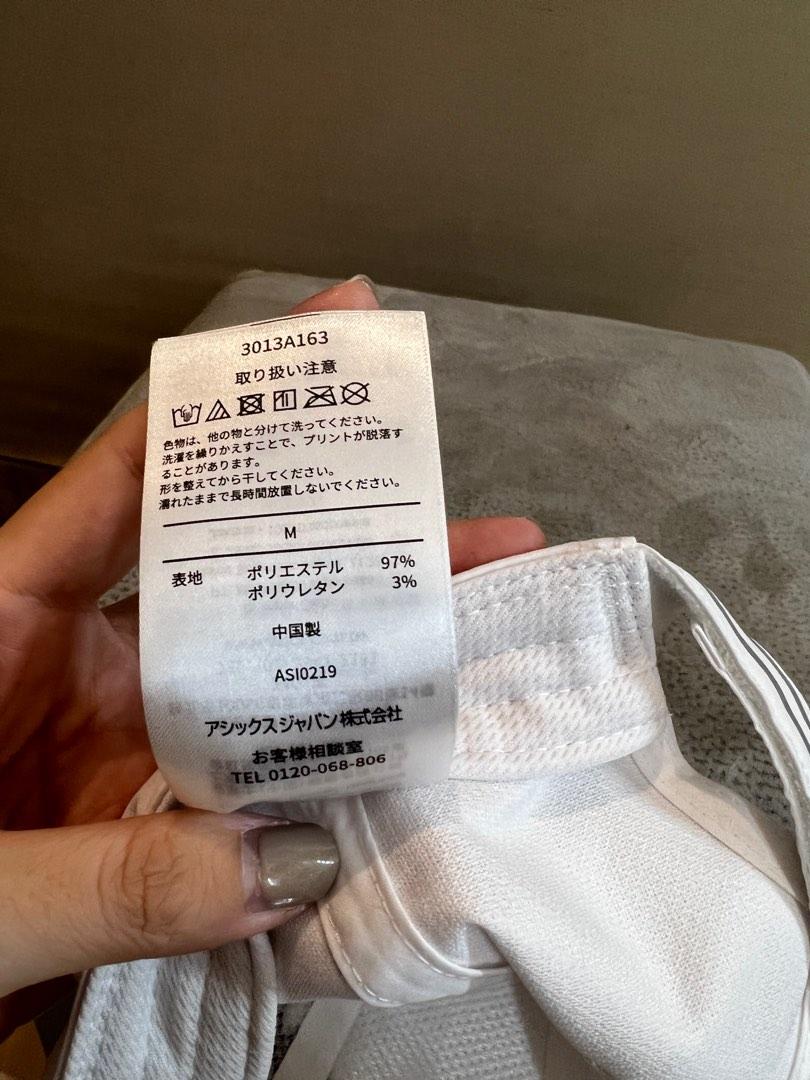 3013A163
取り扱い注意
色物は、他の物と分けて洗ってください。
洗濯を繰りかえすことで、プリントが脱落す
ることがあります。
形を整えてから干してください。
濡れたままで長時間放置しないでください。
M
表地 ポリエステル 97%
ポリウレタン 3%
中国製
ASI0219
アシックスジャパン株式会社
お客様相談室
TEL 0120-068-806